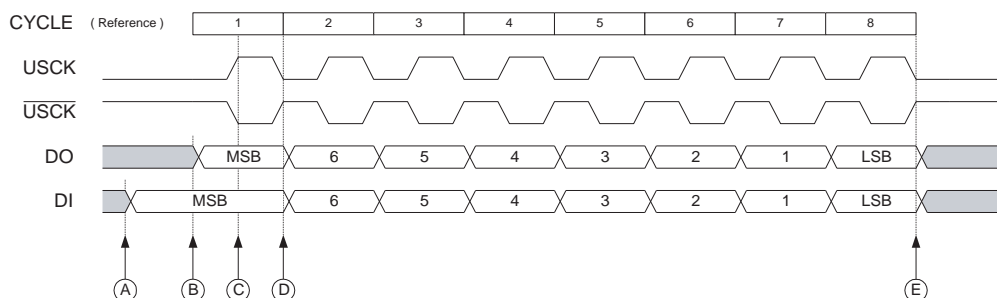 CYCLE ( Reference ) 1 2 3 4 5 6 7 8
USCK
USCK
DO MSB 6 5 4 3 2 1 LSB
DI MSB 6 5 4 3 2 1 LSB
A B C D E